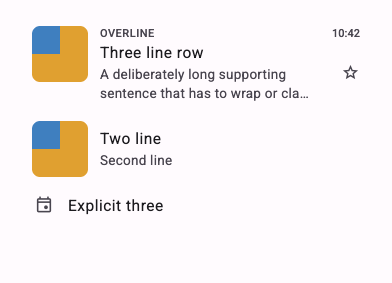 OVERLINE 10:42
Three line row
A deliberately long supporting
sentence that has to wrap or cla…
Two line
Second line
Explicit three